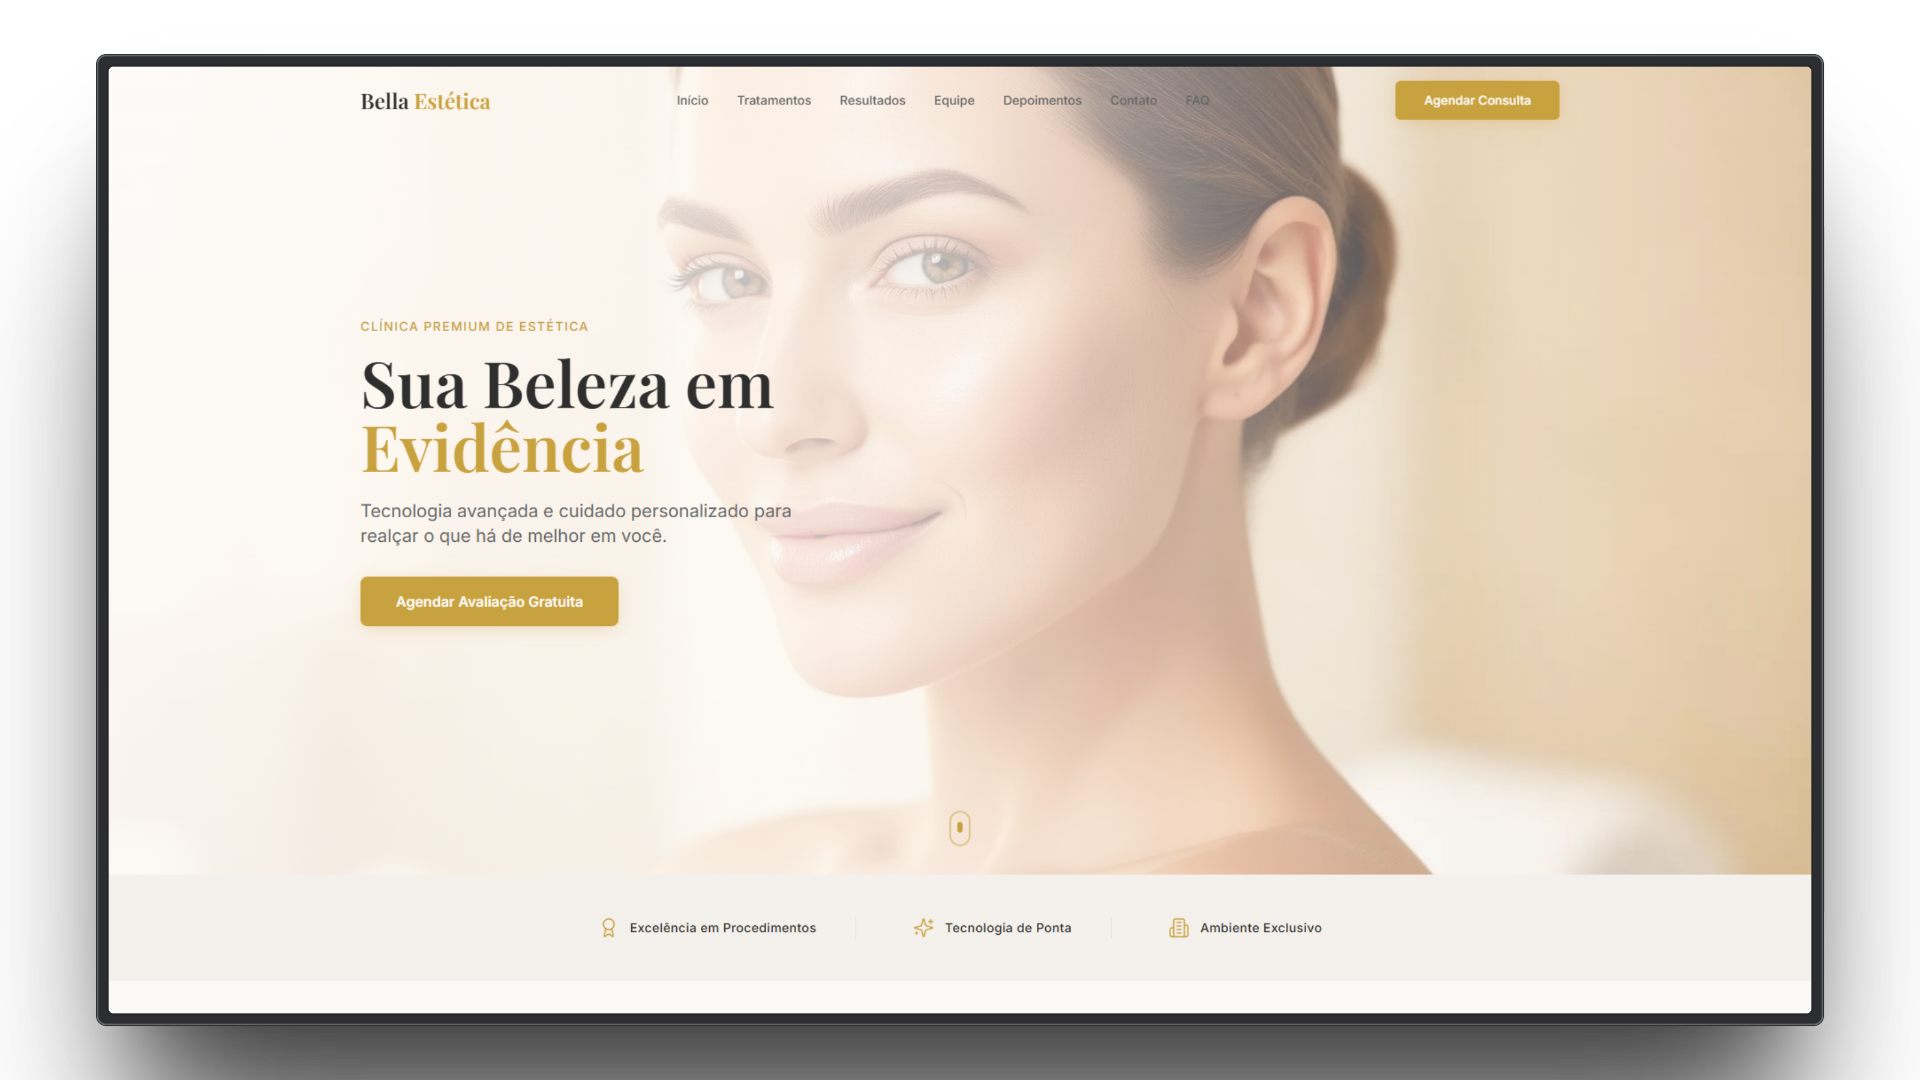 Bella Estética
Início Tratamentos Resultados Equipe Depoimentos Contato FAQ
Agendar Consulta
CLÍNICA PREMIUM DE ESTÉTICA
Sua Beleza em
Evidência
Tecnologia avançada e cuidado personalizado para
realçar o que há de melhor em você.
Agendar Avaliação Gratuita
Excelência em Procedimentos
Tecnologia de Ponta
Ambiente Exclusivo